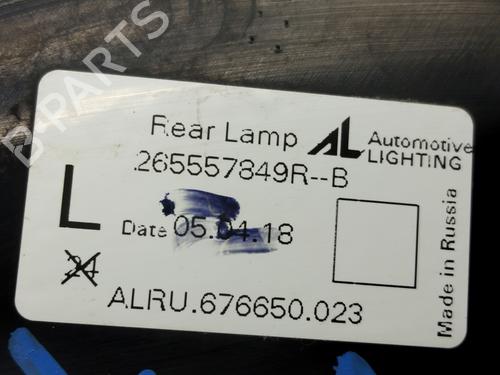 Rear Lamp AL Automotive LIGHTING
265557849R--B
L
Date 05.04.18
24
ALRU.676650.023
Made in Russia
B-PARTS